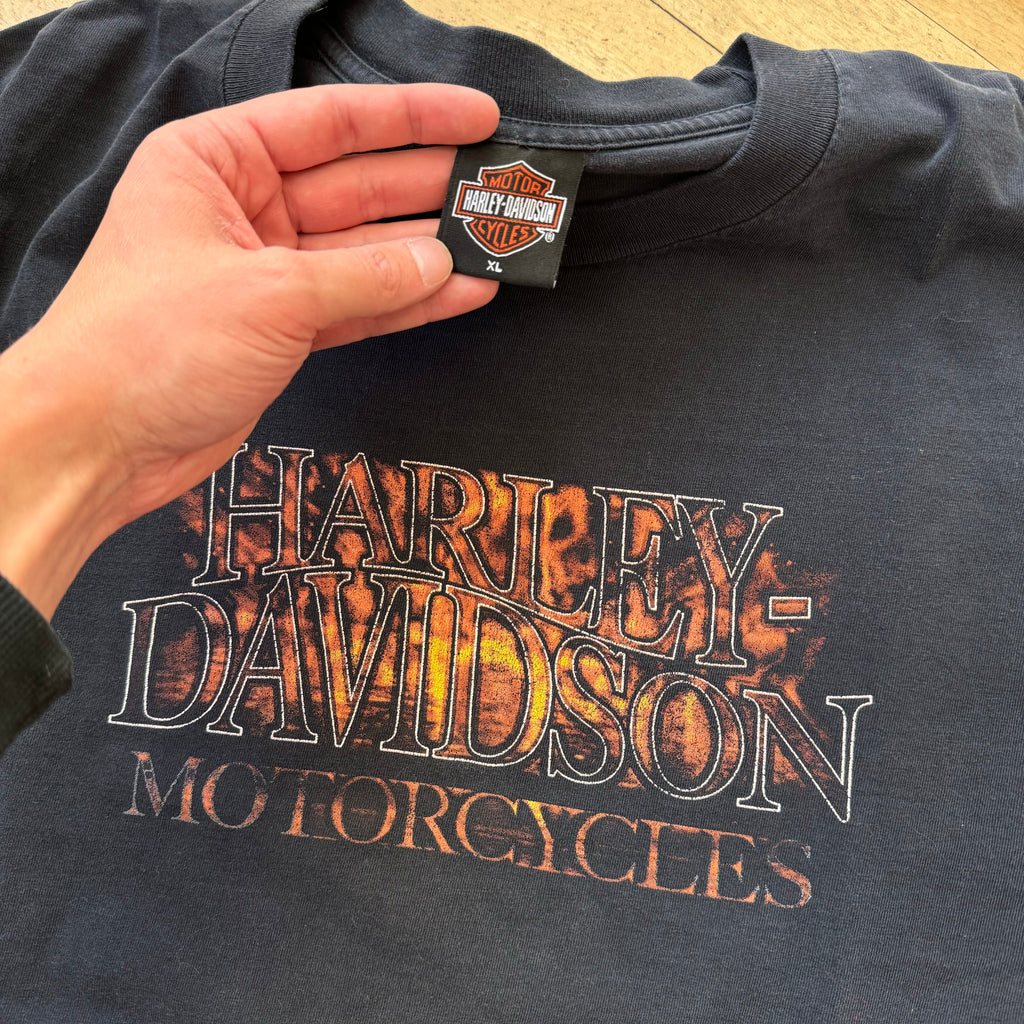 MOTOR
HARLEY-DAVIDSON
CYCLES
®
XL
HARLEY-
DAVIDSON
MOTORCYCLES